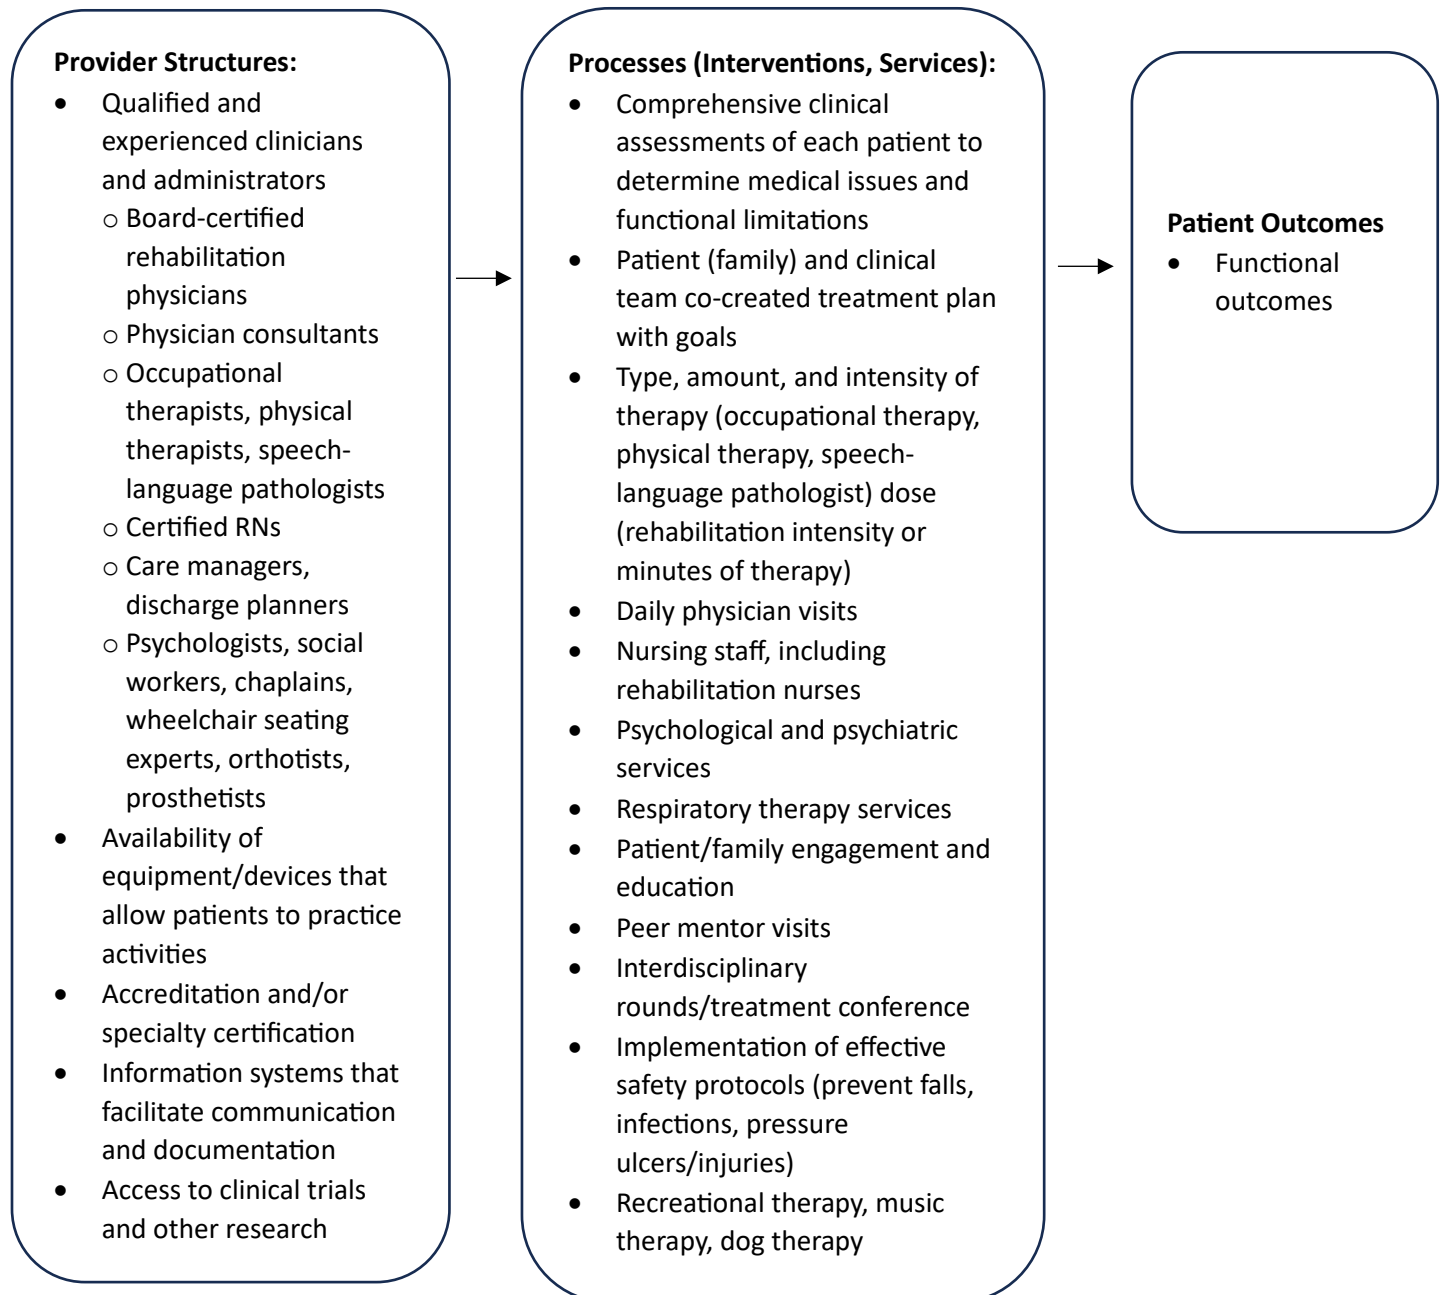 Provider Structures:
• Qualified and
experienced clinicians
and administrators
o Board-certified
rehabilitation
physicians
o Physician consultants
o Occupational
therapists, physical
therapists, speech-
language pathologists
o Certified RNs
o Care managers,
discharge planners
o Psychologists, social
workers, chaplains,
wheelchair seating
experts, orthotists,
prosthetists
• Availability of
equipment/devices that
allow patients to practice
activities
• Accreditation and/or
specialty certification
• Information systems that
facilitate communication
and documentation
• Access to clinical trials
and other research
Processes (Interventions, Services):
• Comprehensive clinical
assessments of each patient to
determine medical issues and
functional limitations
• Patient (family) and clinical
team co-created treatment plan
with goals
• Type, amount, and intensity of
therapy (occupational therapy,
physical therapy, speech-
language pathologist) dose
(rehabilitation intensity or
minutes of therapy)
• Daily physician visits
• Nursing staff, including
rehabilitation nurses
• Psychological and psychiatric
services
• Respiratory therapy services
• Patient/family engagement and
education
• Peer mentor visits
• Interdisciplinary
rounds/treatment conference
• Implementation of effective
safety protocols (prevent falls,
infections, pressure
ulcers/injuries)
• Recreational therapy, music
therapy, dog therapy
Patient Outcomes
• Functional
outcomes